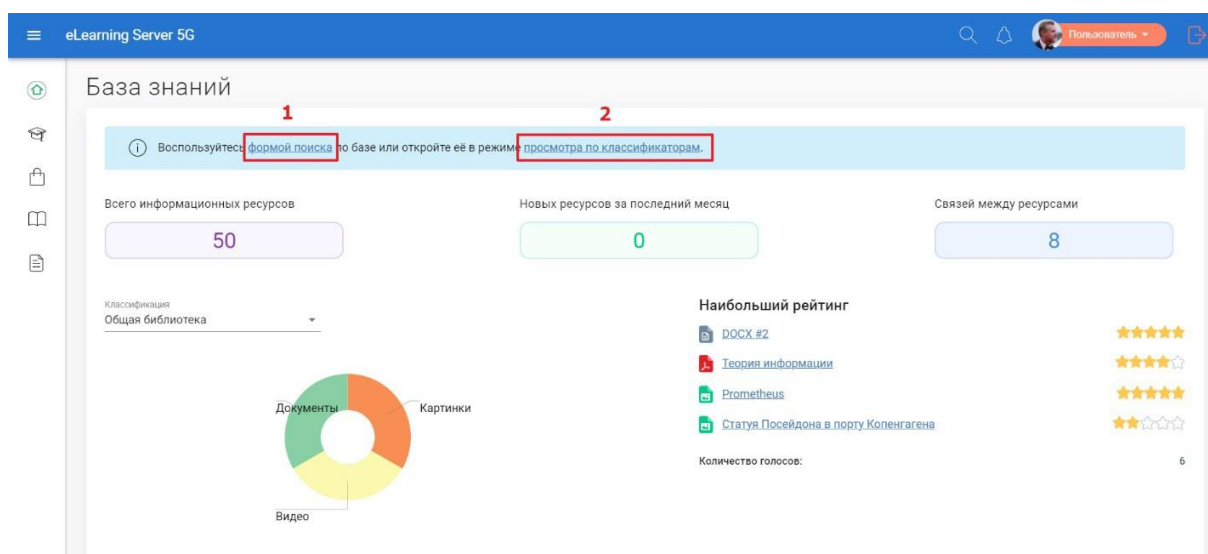 eLearning Server 5G
Пользователь
База знаний
1
2
Воспользуйтесь формой поиска по базе или откройте её в режиме просмотра по классификаторам.
Всего информационных ресурсов
50
Новых ресурсов за последний месяц
0
Связей между ресурсами
8
Классификация
Общая библиотека
Документы
Картинки
Видео
Наибольший рейтинг
DOCX #2
Теория информации
Prometheus
Статуя Посейдона в порту Копенгагена
Количество голосов: 6